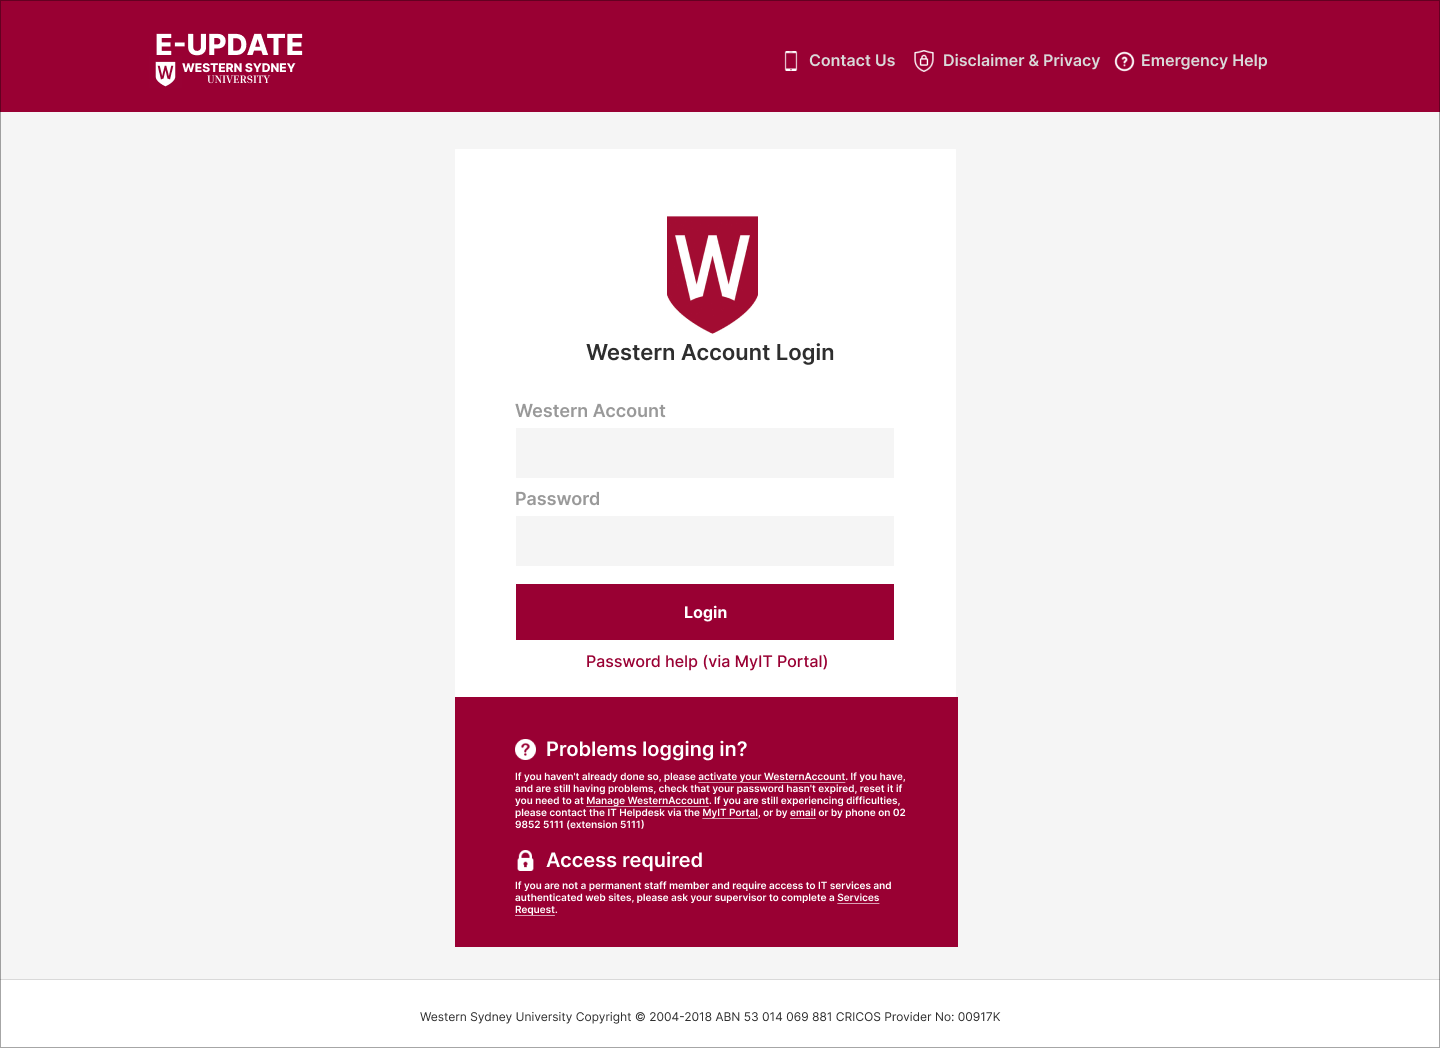 E-UPDATE
W WESTERN SYDNEY
UNIVERSITY
Contact Us
Disclaimer & Privacy
Emergency Help
W
Western Account Login
Western Account
Password
Login
Password help (via MyIT Portal)
Problems logging in?
If you haven't already done so, please activate your WesternAccount. If you have,
and are still having problems, check that your password hasn't expired, reset it if
you need to at Manage WesternAccount. If you are still experiencing difficulties,
please contact the IT Helpdesk via the MyIT Portal, or by email or by phone on 02
9852 5111 (extension 5111)
Access required
If you are not a permanent staff member and require access to IT services and
authenticated web sites, please ask your supervisor to complete a Services
Request.
Western Sydney University Copyright © 2004-2018 ABN 53 014 069 881 CRICOS Provider No: 00917K